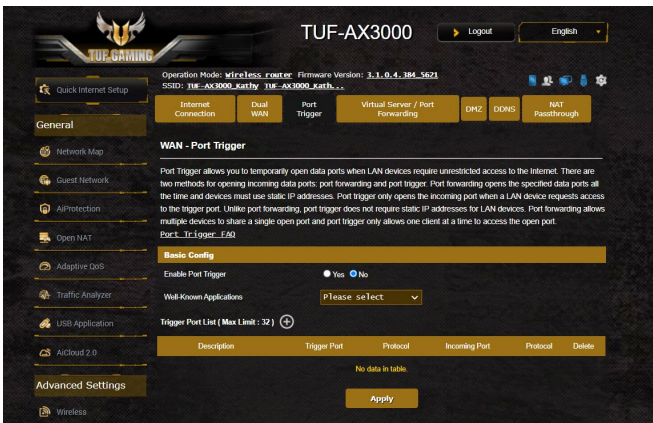 TUF-AX3000
Logout
English
TUF GAMING
Operation Mode: Wireless router Firmware Version: 3.1.0.4.384_5621
SSID: TUF-AX3000_Kathy TUF-AX3000_Kath...
Quick Internet Setup
General
Network Map
Guest Network
AiProtection
Open NAT
Adaptive QoS
Traffic Analyzer
USB Application
AiCloud 2.0
Advanced Settings
Wireless
Internet
Connection
Dual
WAN
Port
Trigger
Virtual Server / Port
Forwarding
DMZ
DDNS
NAT
Passthrough
WAN - Port Trigger
Port Trigger allows you to temporarily open data ports when LAN devices require unrestricted access to the Internet. There are
two methods for opening incoming data ports: port forwarding and port trigger. Port forwarding opens the specified data ports all
the time and devices must use static IP addresses. Port trigger only opens the incoming port when a LAN device requests access
to the trigger port. Unlike port forwarding, port trigger does not require static IP addresses for LAN devices. Port forwarding allows
multiple devices to share a single open port and port trigger only allows one client at a time to access the open port.
Port Trigger FAQ
Basic Config
Enable Port Trigger Yes No
Well-Known Applications Please select
Trigger Port List ( Max Limit : 32 )
Description Trigger Port Protocol Incoming Port Protocol Delete
No data in table.
Apply